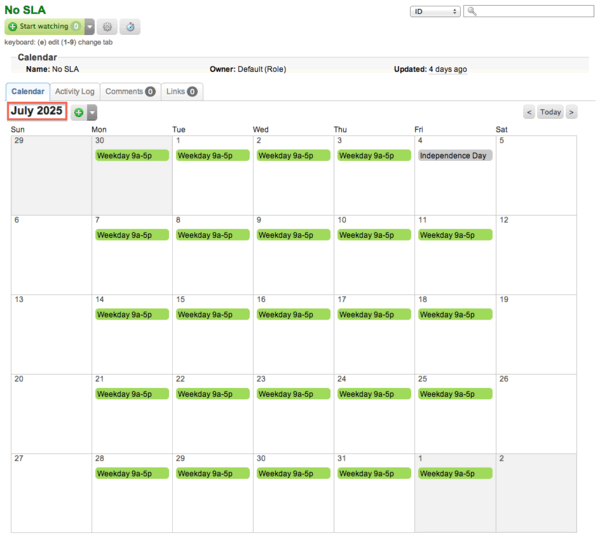 No SLA
ID
Start watching 0
keyboard: (e) edit (1-9) change tab
Calendar
Name: No SLA Owner: Default (Role) Updated: 4 days ago
Calendar Activity Log Comments 0 Links 0
July 2025 < Today >
Sun Mon Tue Wed Thu Fri Sat
29 30 1 2 3 4 5
Weekday 9a-5p Weekday 9a-5p Weekday 9a-5p Weekday 9a-5p Independence Day
6 7 8 9 10 11 12
Weekday 9a-5p Weekday 9a-5p Weekday 9a-5p Weekday 9a-5p Weekday 9a-5p
13 14 15 16 17 18 19
Weekday 9a-5p Weekday 9a-5p Weekday 9a-5p Weekday 9a-5p Weekday 9a-5p
20 21 22 23 24 25 26
Weekday 9a-5p Weekday 9a-5p Weekday 9a-5p Weekday 9a-5p Weekday 9a-5p
27 28 29 30 31 1 2
Weekday 9a-5p Weekday 9a-5p Weekday 9a-5p Weekday 9a-5p Weekday 9a-5p